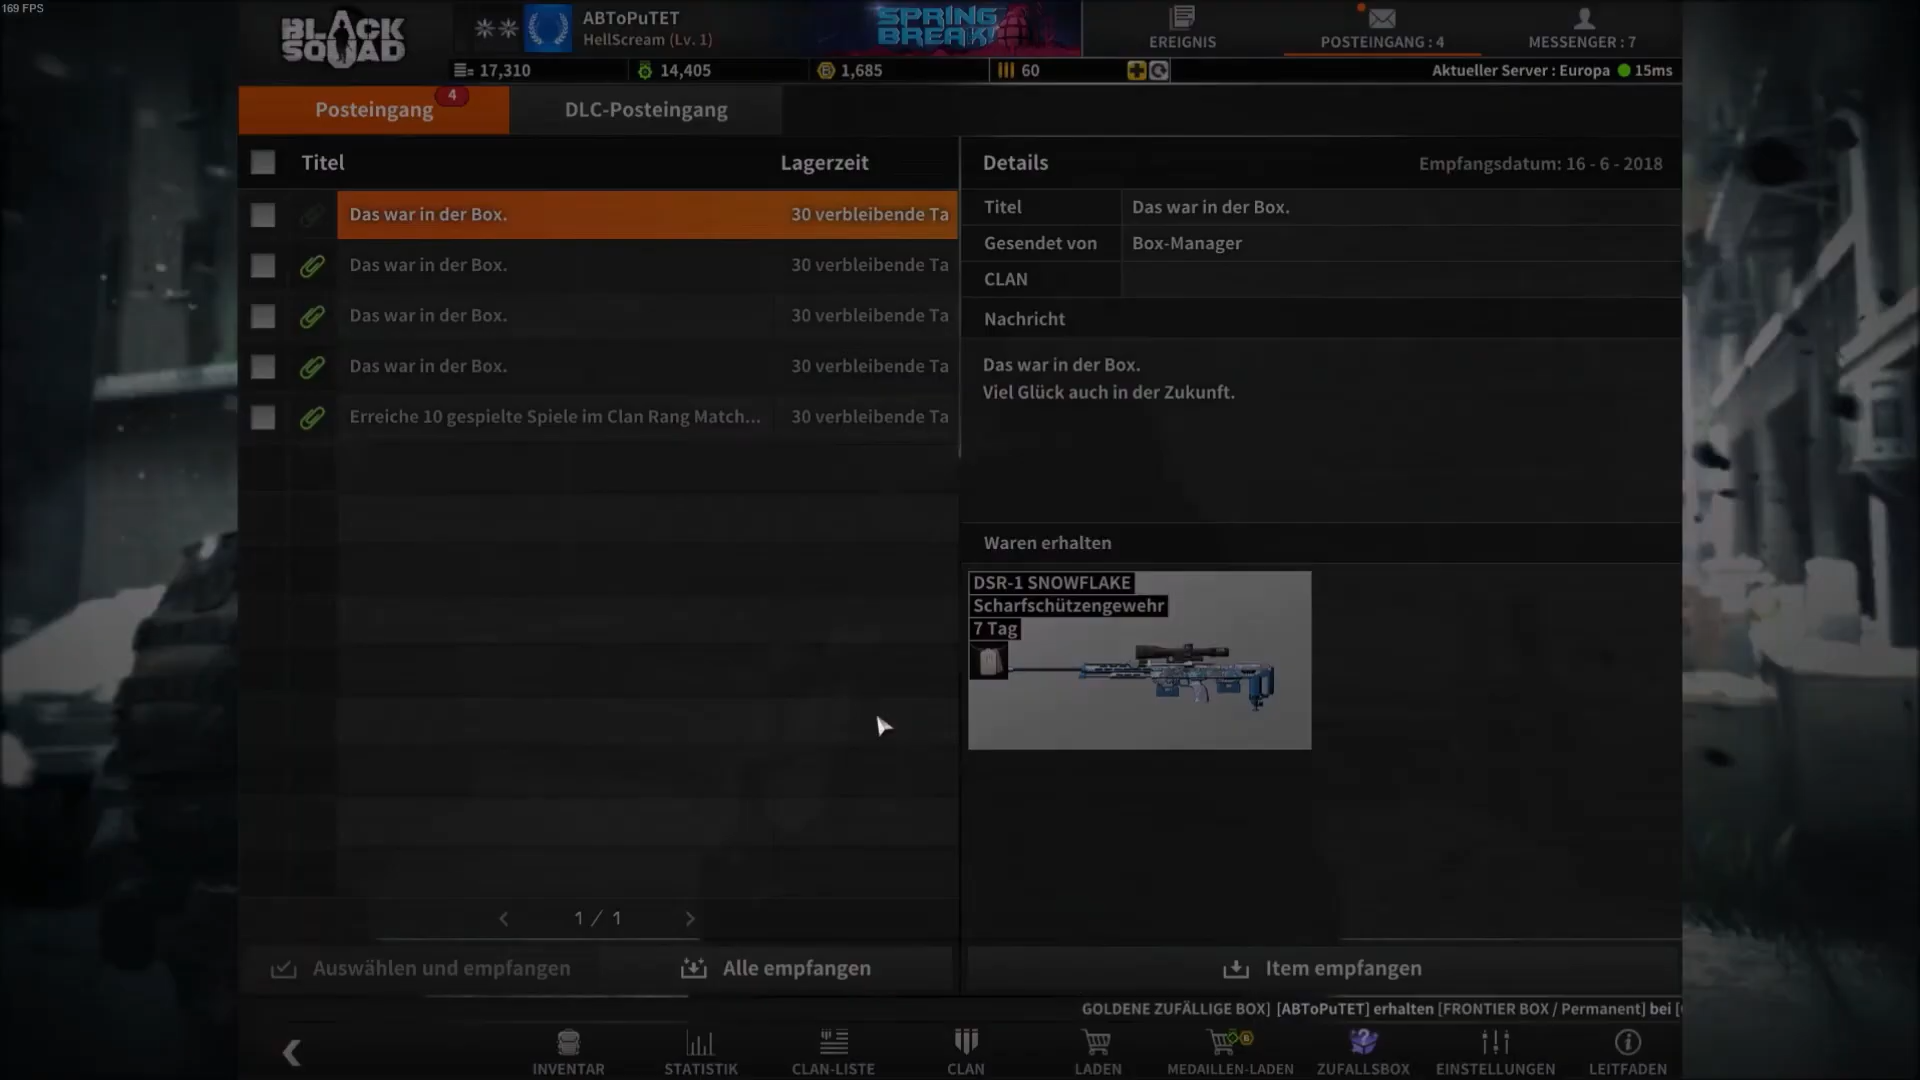 169 FPS
BLACK SQUAD
ABToPuTET
HellScream (Lv. 1)
SPRING BREAK!
EREIGNIS
POSTEINGANG : 4
MESSENGER : 7
17,310
14,405
1,685
60
Aktueller Server : Europa 15ms
Posteingang 4
DLC-Posteingang
Titel Lagerzeit
Das war in der Box. 30 verbleibende Ta
Das war in der Box. 30 verbleibende Ta
Das war in der Box. 30 verbleibende Ta
Das war in der Box. 30 verbleibende Ta
Erreiche 10 gespielte Spiele im Clan Rang Match... 30 verbleibende Ta
1 / 1
Auswählen und empfangen
Alle empfangen
Details Empfangsdatum: 16 - 6 - 2018
Titel Das war in der Box.
Gesendet von Box-Manager
CLAN
Nachricht
Das war in der Box.
Viel Glück auch in der Zukunft.
Waren erhalten
DSR-1 SNOWFLAKE
Scharfschützengewehr
7 Tag
Item empfangen
GOLDENE ZUFÄLLIGE BOX] [ABToPuTET] erhalten [FRONTIER BOX / Permanent] bei [
INVENTAR
STATISTIK
CLAN-LISTE
CLAN
LADEN
MEDAILLEN-LADEN
ZUFALLSBOX
EINSTELLUNGEN
LEITFADEN